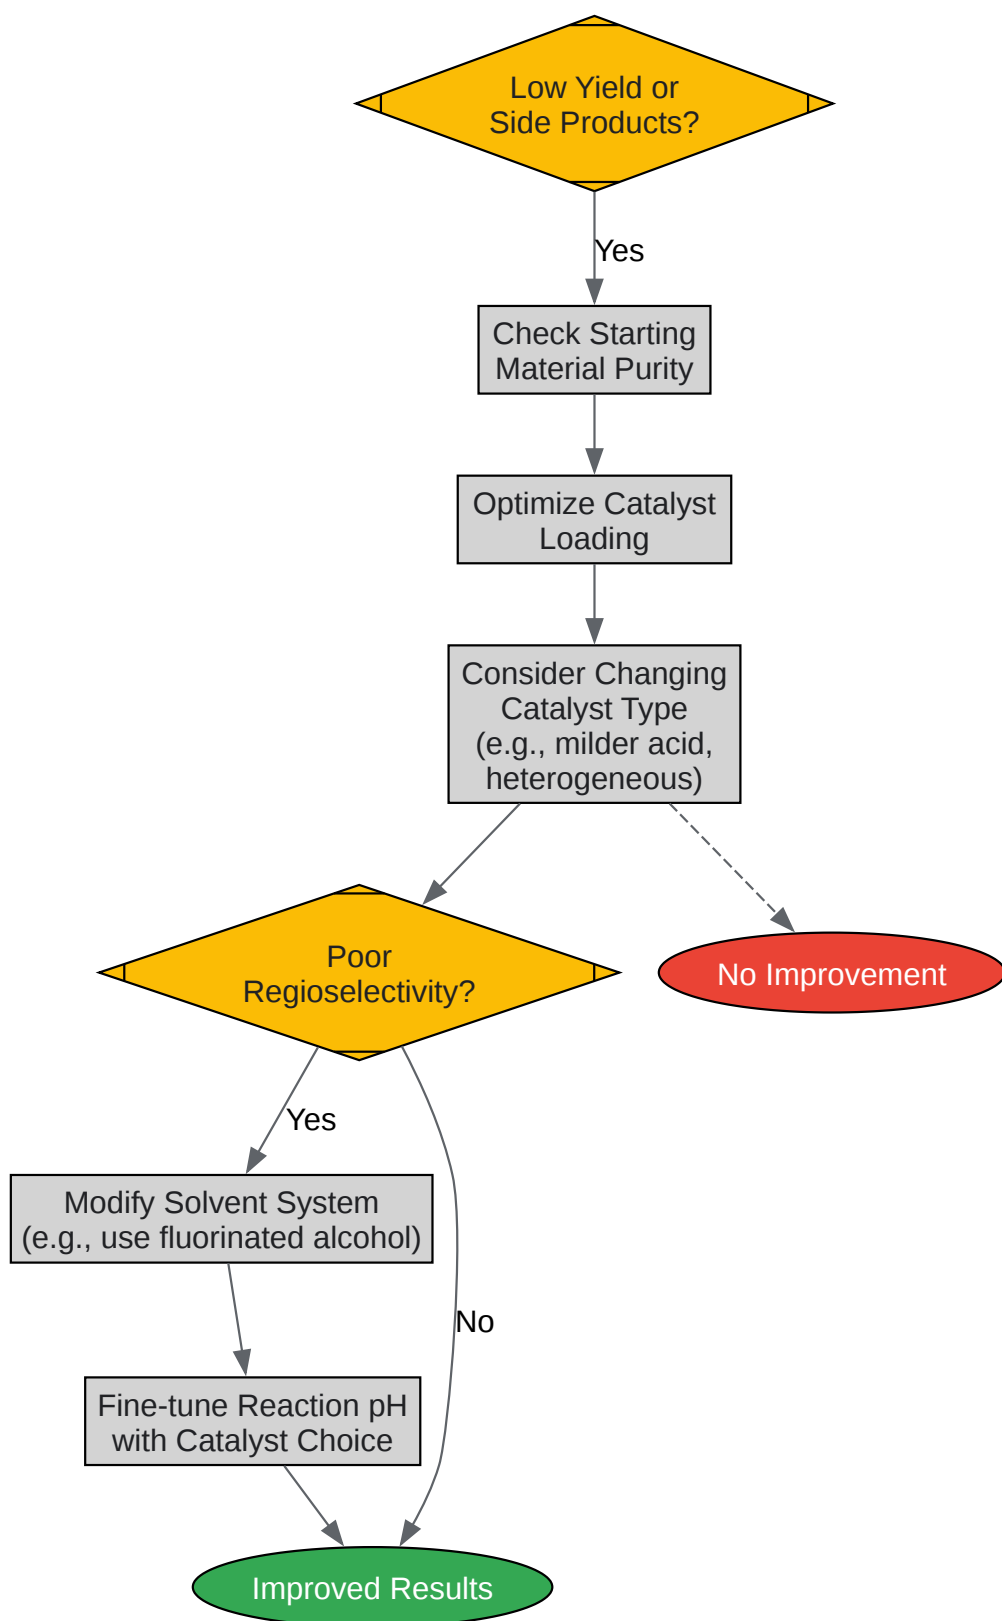 Low Yield or
Side Products?
Yes
Check Starting
Material Purity
Optimize Catalyst
Loading
Consider Changing
Catalyst Type
(e.g., milder acid,
heterogeneous)
Poor
Regioselectivity?
No Improvement
Yes
Modify Solvent System
(e.g., use fluorinated alcohol)
No
Fine-tune Reaction pH
with Catalyst Choice
Improved Results